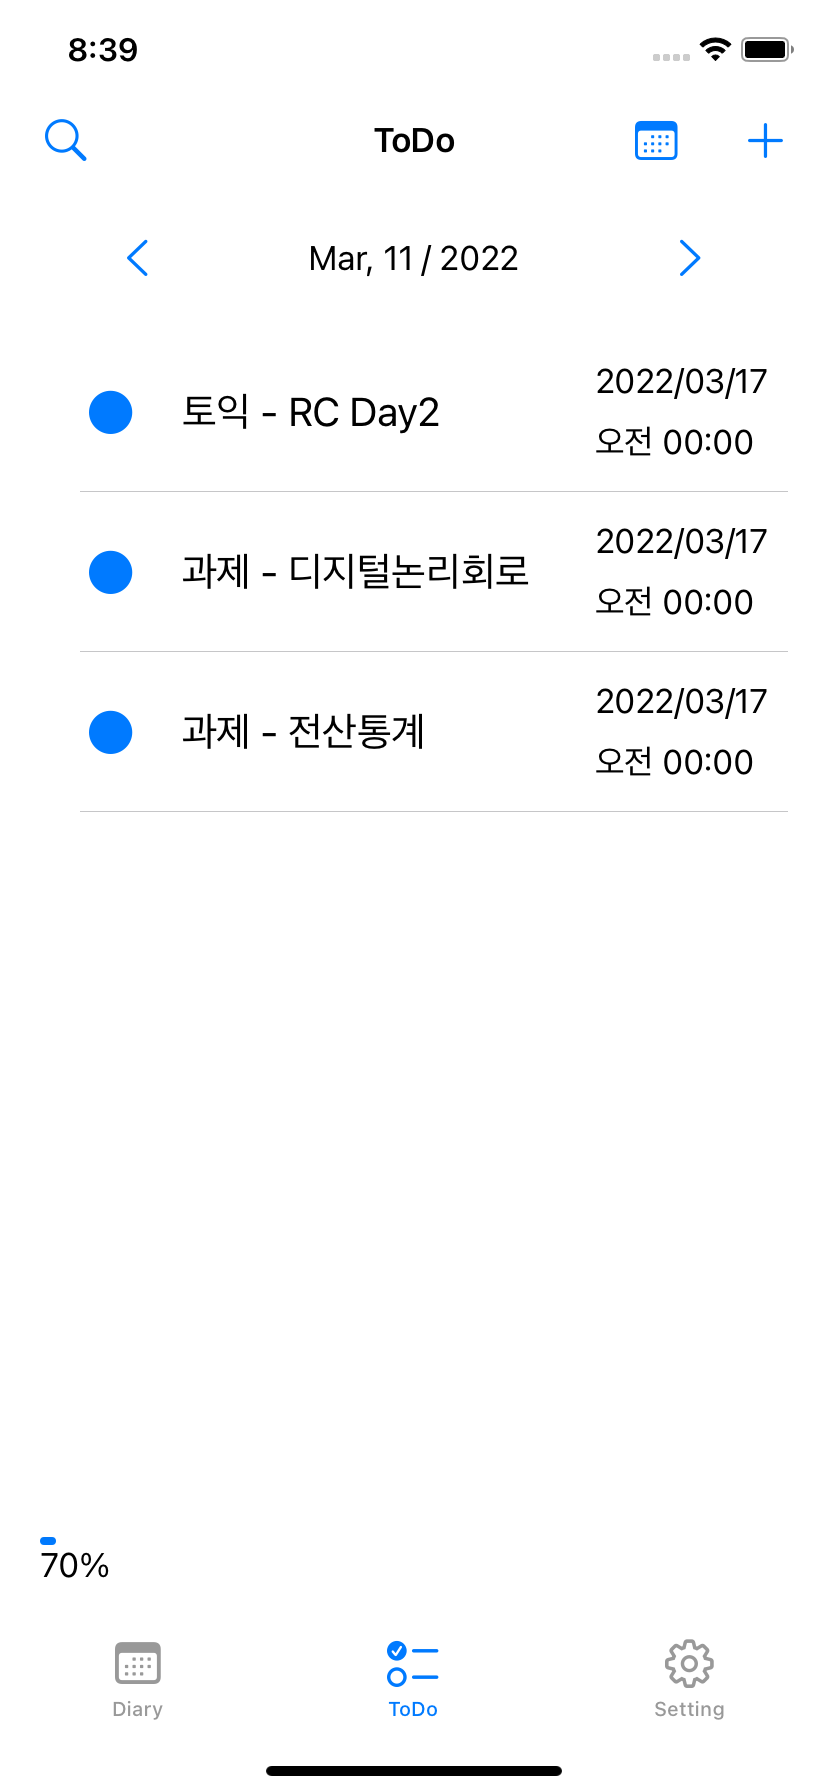 8:39
ToDo
Mar, 11 / 2022
토익 - RC Day2
2022/03/17
오전 00:00
과제 - 디지털논리회로
2022/03/17
오전 00:00
과제 - 전산통계
2022/03/17
오전 00:00
70%
Diary
ToDo
Setting